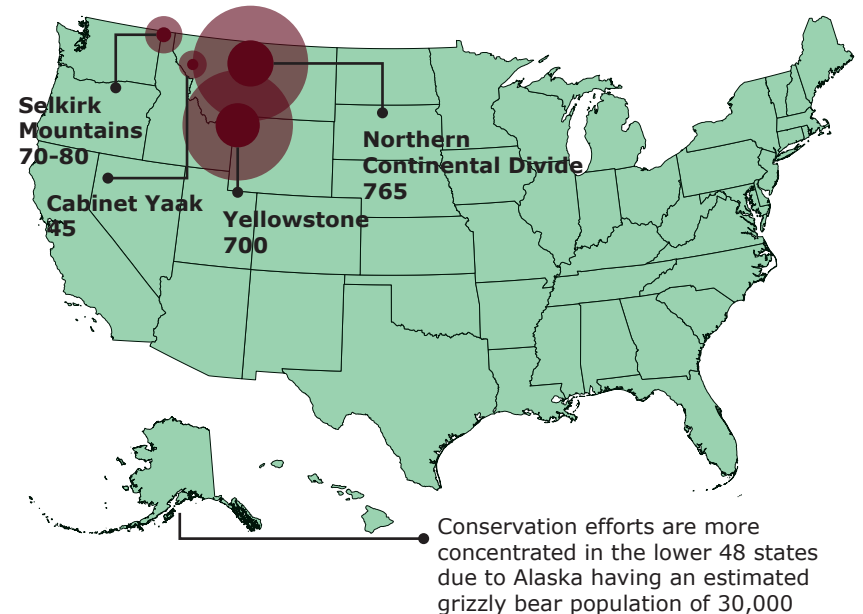 Selkirk
Mountains
70-80
Northern
Continental Divide
765
Cabinet Yaak
45
Yellowstone
700
Conservation efforts are more
concentrated in the lower 48 states
due to Alaska having an estimated
grizzly bear population of 30,000